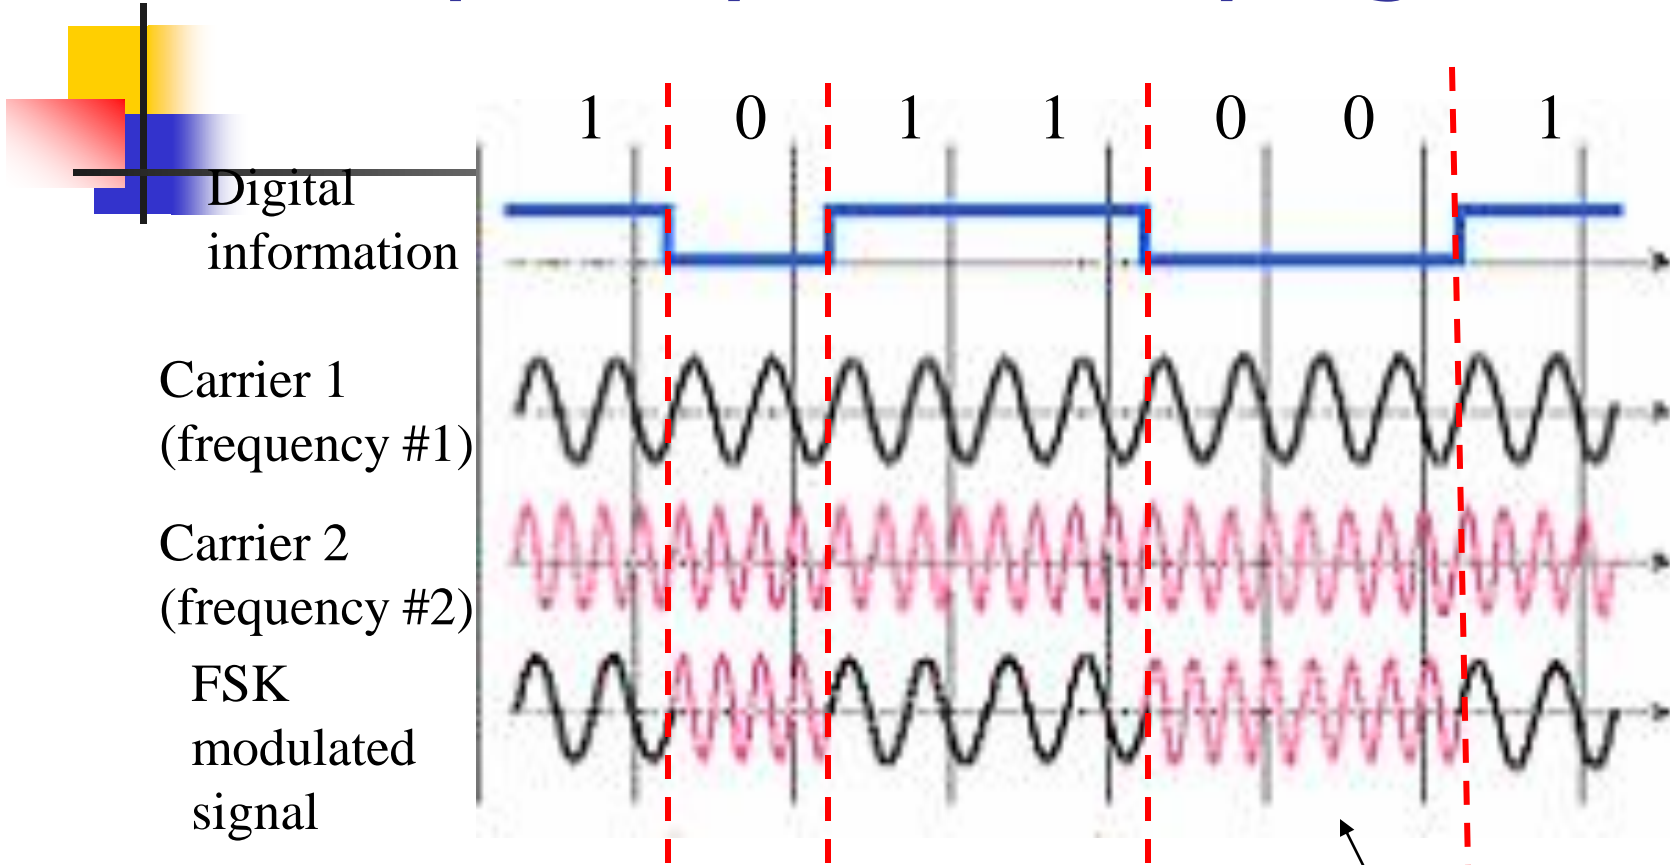 1 0 1 1 0 0 1
Digital
information
Carrier 1
(frequency #1)
Carrier 2
(frequency #2)
FSK
modulated
signal